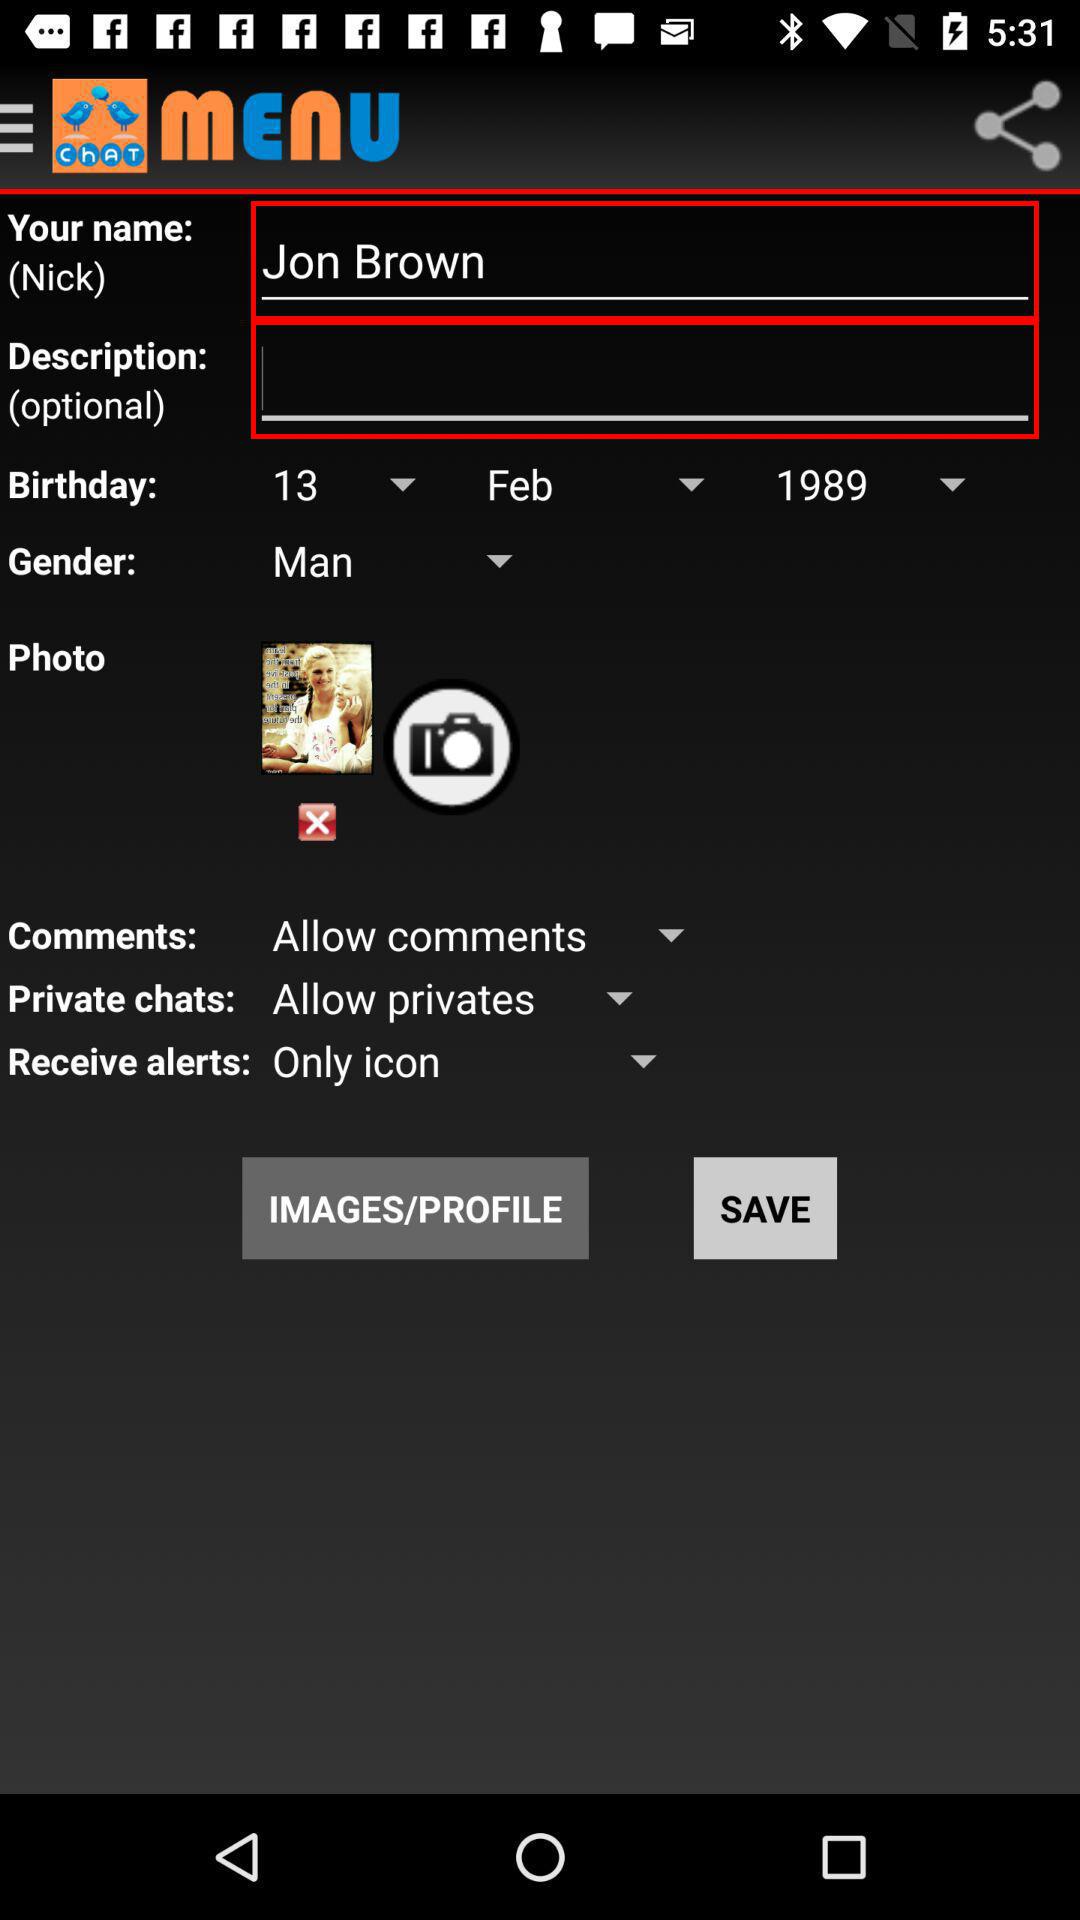 5:31
ChAT MENU
Your name:
(Nick)
Jon Brown
Description:
(optional)
Birthday: 13 Feb 1989
Gender: Man
Photo
Comments: Allow comments
Private chats: Allow privates
Receive alerts: Only icon
IMAGES/PROFILE SAVE